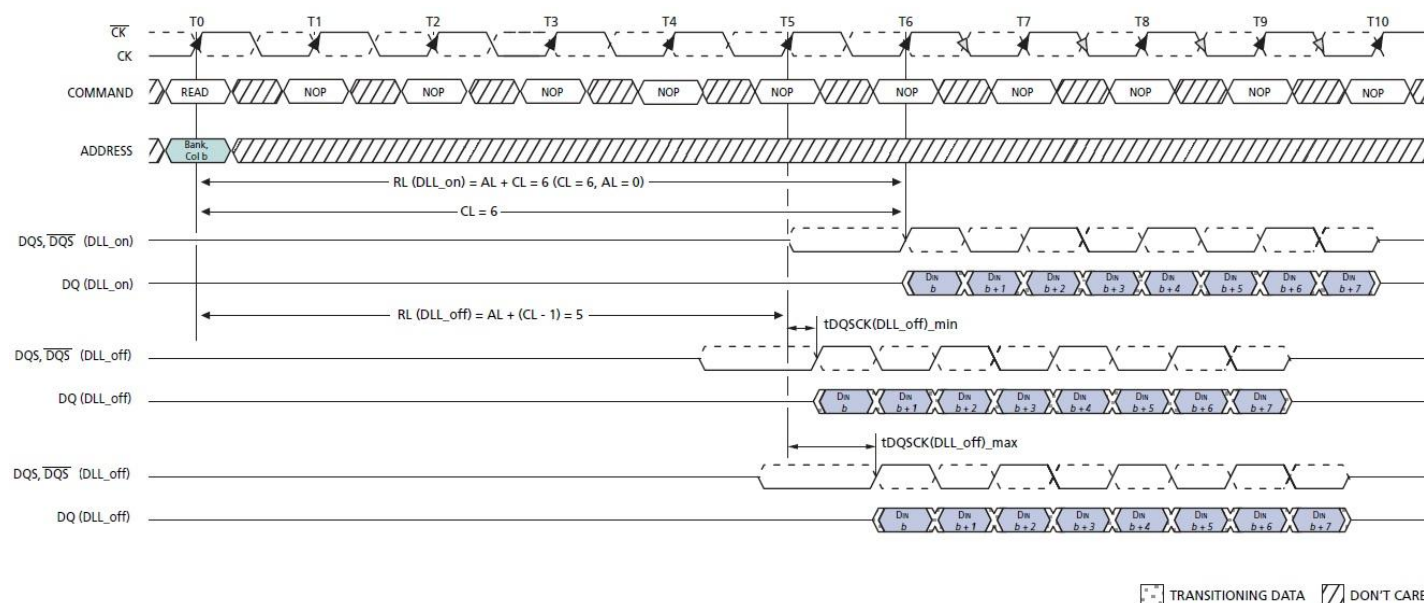 T0 T1 T2 T3 T4 T5 T6 T7 T8 T9 T10
CK
CK
COMMAND READ NOP NOP NOP NOP NOP NOP NOP NOP NOP NOP
ADDRESS Bank, Col b
RL (DLL_on) = AL + CL = 6 (CL = 6, AL = 0)
CL = 6
DQS, DQS (DLL_on)
DQ (DLL_on) DIN b DIN b + 1 DIN b + 2 DIN b + 3 DIN b + 4 DIN b + 5 DIN b + 6 DIN b + 7
RL (DLL_off) = AL + (CL - 1) = 5
tDQSCK(DLL_off)_min
DQS, DQS (DLL_off)
DQ (DLL_off) DIN b DIN b + 1 DIN b + 2 DIN b + 3 DIN b + 4 DIN b + 5 DIN b + 6 DIN b + 7
tDQSCK(DLL_off)_max
DQS, DQS (DLL_off)
DQ (DLL_off) DIN b DIN b + 1 DIN b + 2 DIN b + 3 DIN b + 4 DIN b + 5 DIN b + 6 DIN b + 7
TRANSITIONING DATA DON'T CARE